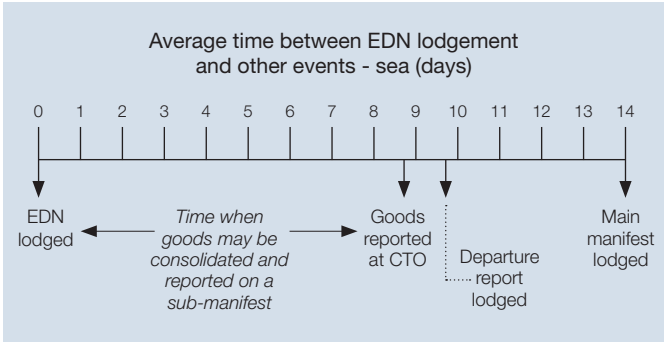 Average time between EDN lodgement
and other events - sea (days)
0 1 2 3 4 5 6 7 8 9 10 11 12 13 14
EDN
lodged
Time when
goods may be
consolidated and
reported on a
sub-manifest
Goods
reported
at CTO
Departure
report
lodged
Main
manifest
lodged